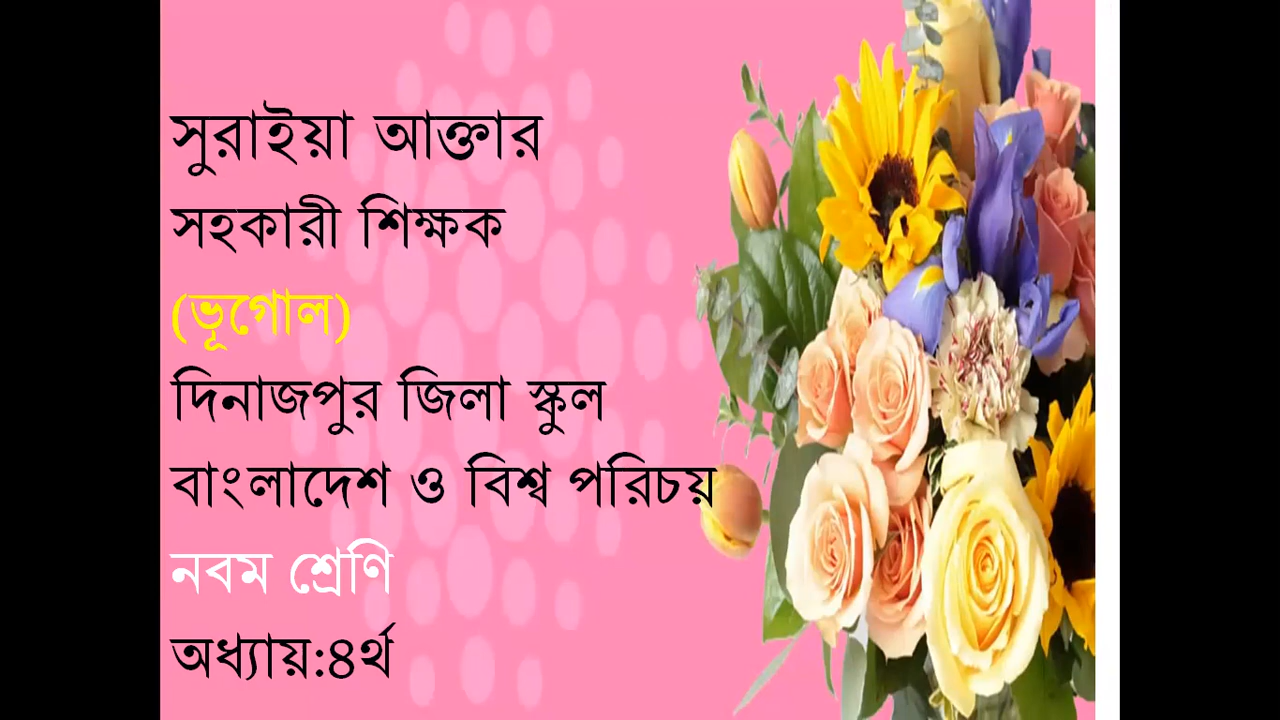 সুরাইয়া আক্তার
সহকারী শিক্ষক
(ভূগোল)
দিনাজপুর জিলা স্কুল
বাংলাদেশ ও বিশ্ব পরিচয়
নবম শ্রেণি
অধ্যায়:৪র্থ